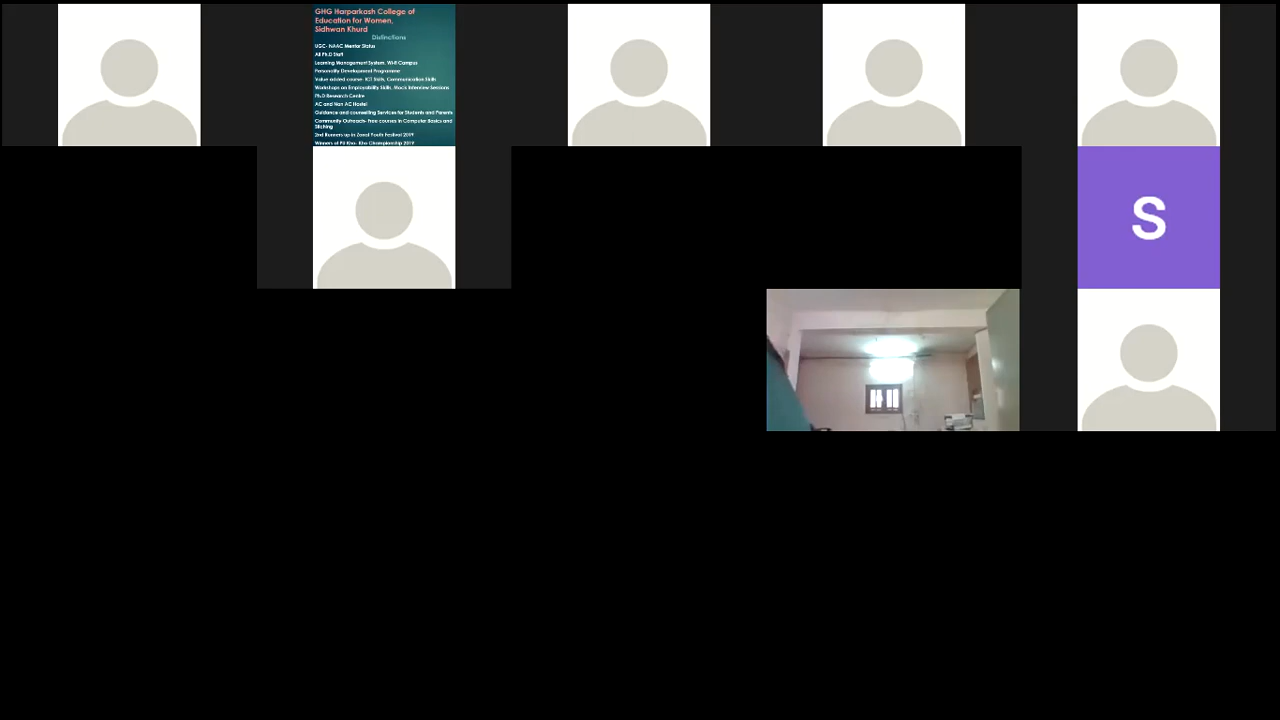 GHG Harparkash College of
Education for Women,
Sidhwan Khurd
Distinctions
UGC- NAAC Mentor Status
All Ph.D Staff
Learning Management System, Wi-fi Campus
Personality Development Programme
Value added course- ICT Skills, Communication Skills
Workshops on Employability Skills, Mock Interview Sessions
Ph.D Research Centre
AC and Non AC Hostel
Guidance and counselling Services for Students and Parents
Community Outreach- Free courses in Computer Basics and
Stiching
2nd Runners up in Zonal Youth Festival 2019
Winners of PU Kho- Kho Championship 2019
S